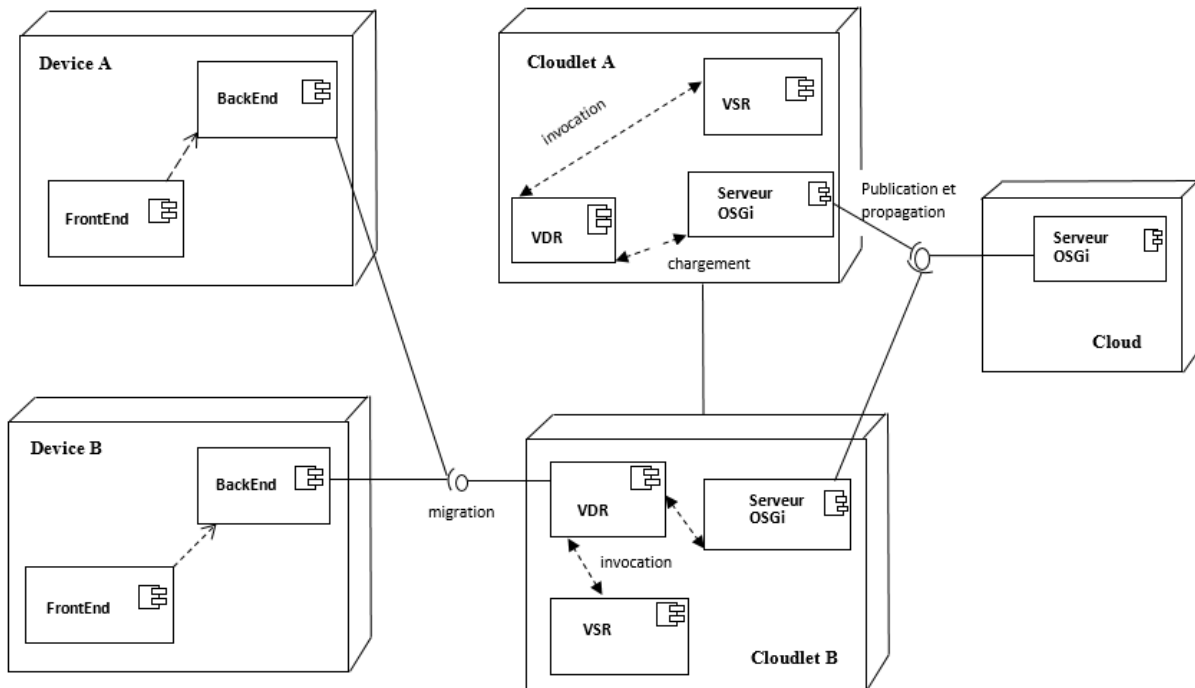 Device A
BackEnd
FrontEnd
Cloudlet A
VSR
invocation
Serveur
OSGi
VDR
chargement
Publication et
propagation
Serveur
OSGi
Cloud
Device B
BackEnd
FrontEnd
migration
VDR
Serveur
OSGi
invocation
VSR
Cloudlet B